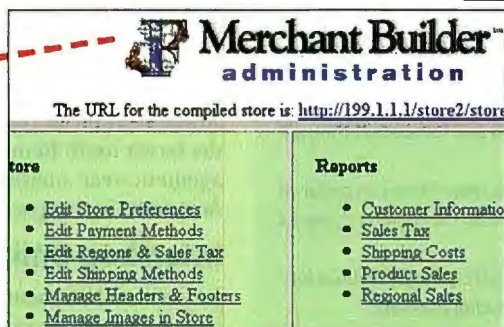 Merchant Builder™
administration
The URL for the compiled store is: http://199.1.1.1/store2/store
tore
Edit Store Preferences
Edit Payment Methods
Edit Regions & Sales Tax
Edit Shipping Methods
Manage Headers & Footers
Manage Images in Store
Reports
Customer Informatio
Sales Tax
Shipping Costs
Product Sales
Regional Sales